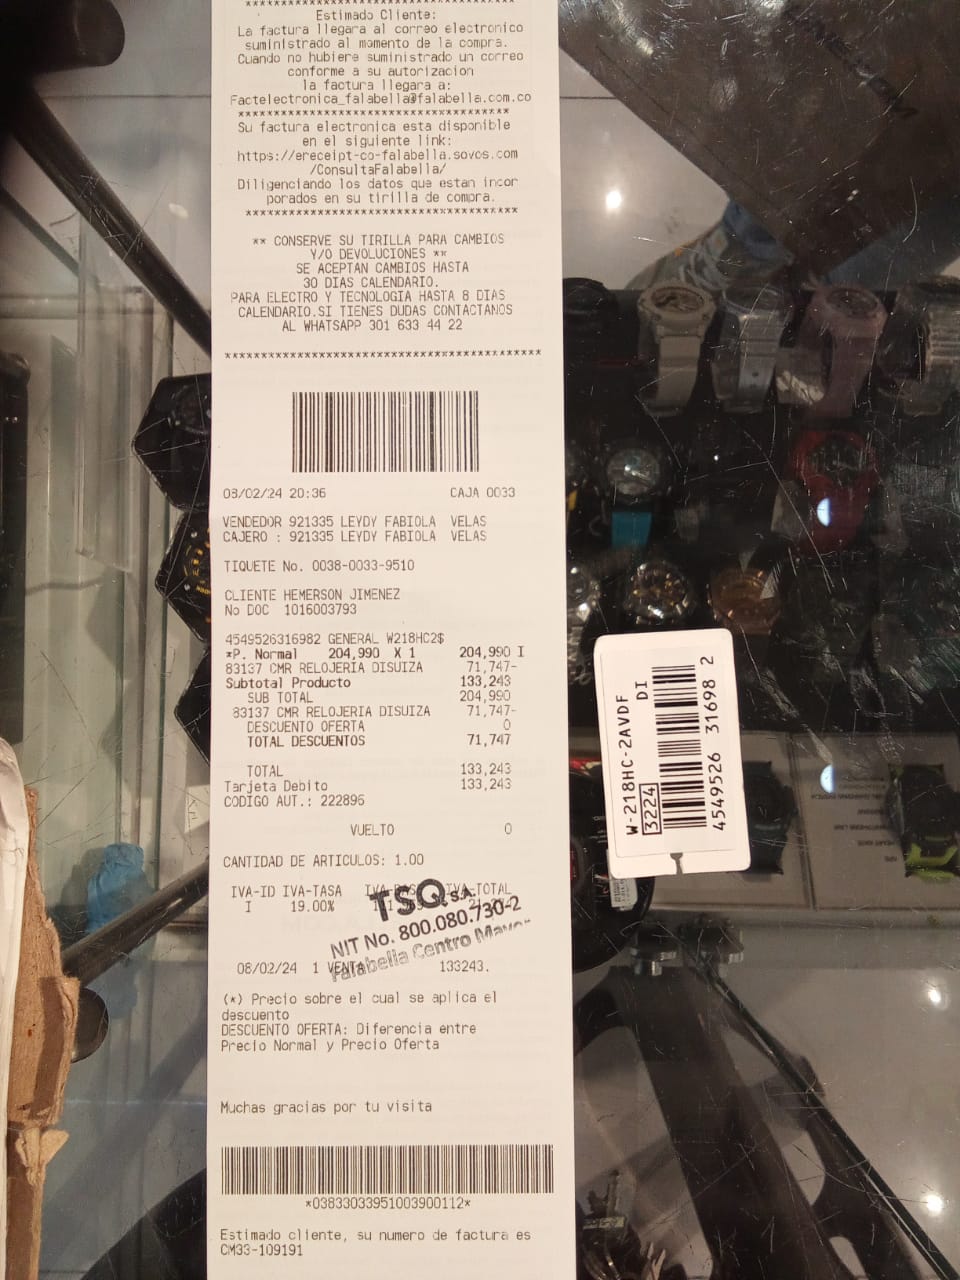 ****************************************
Estimado Cliente:
La factura llegara al correo electronico
suministrado al momento de la compra.
Cuando no hubiere suministrado un correo
conforme a su autorizacion
la factura llegara a:
Factelectronica_falabella@falabella.com.co
****************************************
Su factura electronica esta disponible
en el siguiente link:
https://ereceipt-co-falabella.sovos.com
/ConsultaFalabella/
Diligenciando los datos que estan incor
porados en su tirilla de compra.
****************************************
** CONSERVE SU TIRILLA PARA CAMBIOS
Y/O DEVOLUCIONES **
SE ACEPTAN CAMBIOS HASTA
30 DIAS CALENDARIO.
PARA ELECTRO Y TECNOLOGIA HASTA 8 DIAS
CALENDARIO.SI TIENES DUDAS CONTACTANOS
AL WHATSAPP 301 633 44 22
****************************************
08/02/24 20:36 CAJA 0033
VENDEDOR 921335 LEYDY FABIOLA VELAS
CAJERO : 921335 LEYDY FABIOLA VELAS
TIQUETE No. 0038-0033-9510
CLIENTE HEMERSON JIMENEZ
No DOC 1016003793
4549526316982 GENERAL W218HC2$
*P. Normal 204,990 X 1 204,990 I
83137 CMR RELOJERIA DISUIZA 71,747-
Subtotal Producto 133,243
SUB TOTAL 204,990
83137 CMR RELOJERIA DISUIZA 71,747-
DESCUENTO OFERTA 0
TOTAL DESCUENTOS 71,747
TOTAL 133,243
Tarjeta Debito 133,243
CODIGO AUT.: 222896
VUELTO 0
CANTIDAD DE ARTICULOS: 1.00
IVA-ID IVA-TASA IVA-BASE IVA-TOTAL
I 19.00%
TSQ S.A.
NIT No. 800.080.730-2
Falabella Centro Mayor
08/02/24 1 VENTA 133243.
(*) Precio sobre el cual se aplica el
descuento
DESCUENTO OFERTA: Diferencia entre
Precio Normal y Precio Oferta
Muchas gracias por tu visita
*03833033951003900112*
Estimado cliente, su numero de factura es
CM33-109191
W-218HC-2AVDF
3224 DI
4549526 31698 2